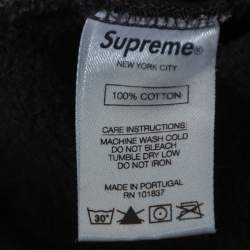 Supreme®
NEW YORK CITY
100% COTTON
CARE INSTRUCTIONS:
MACHINE WASH COLD
DO NOT BLEACH
TUMBLE DRY LOW
DO NOT IRON
MADE IN PORTUGAL
RN 101837
30°